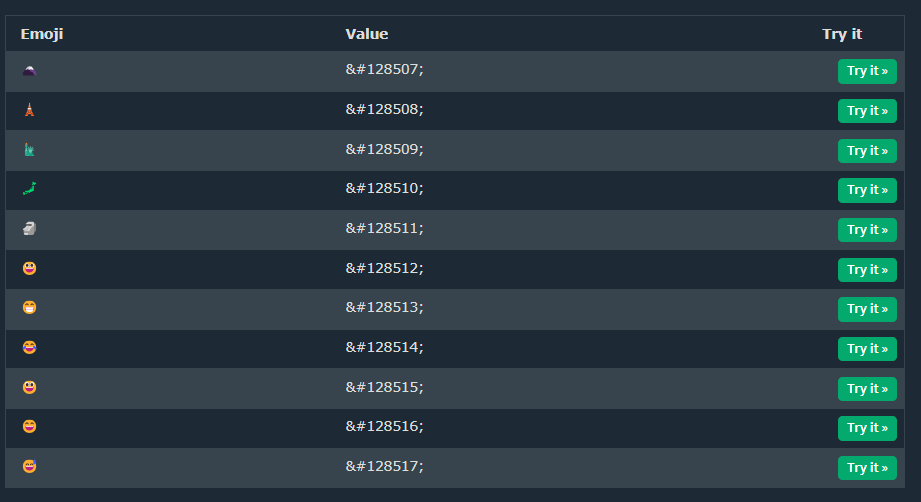 Emoji Value Try it
🗻 &#128507; Try it »
🗼 &#128508; Try it »
🗽 &#128509; Try it »
🗾 &#128510; Try it »
🗿 &#128511; Try it »
😀 &#128512; Try it »
😁 &#128513; Try it »
😂 &#128514; Try it »
😃 &#128515; Try it »
😄 &#128516; Try it »
😅 &#128517; Try it »